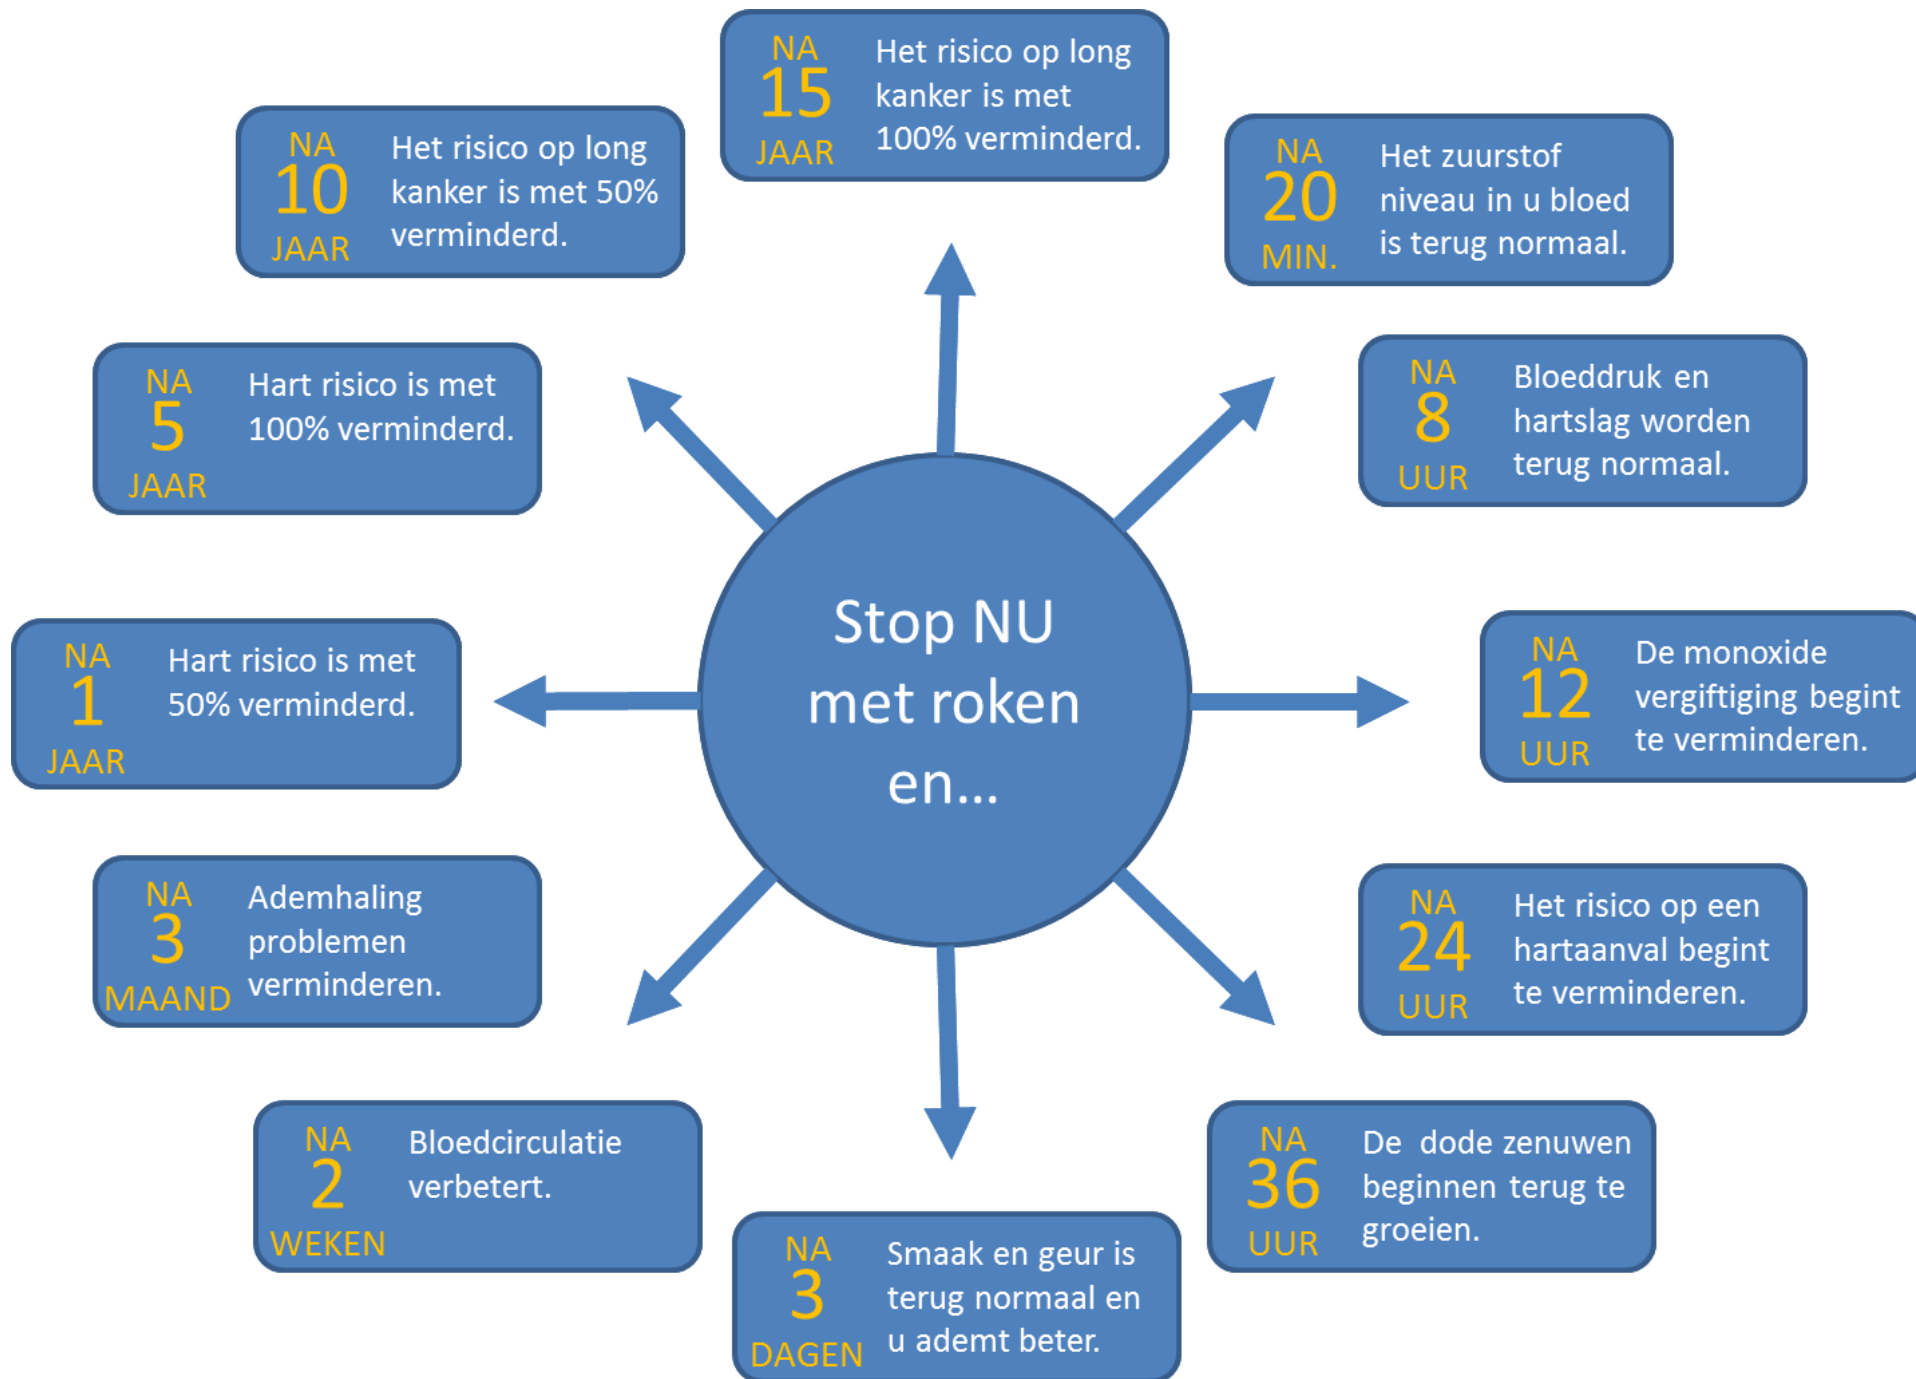 Stop NU
met roken
en...
NA
20
MIN.
Het zuurstof
niveau in u bloed
is terug normaal.
NA
8
UUR
Bloeddruk en
hartslag worden
terug normaal.
NA
12
UUR
De monoxide
vergiftiging begint
te verminderen.
NA
24
UUR
Het risico op een
hartaanval begint
te verminderen.
NA
36
UUR
De dode zenuwen
beginnen terug te
groeien.
NA
3
DAGEN
Smaak en geur is
terug normaal en
u ademt beter.
NA
2
WEKEN
Bloedcirculatie
verbetert.
NA
3
MAAND
Ademhaling
problemen
verminderen.
NA
1
JAAR
Hart risico is met
50% verminderd.
NA
5
JAAR
Hart risico is met
100% verminderd.
NA
10
JAAR
Het risico op long
kanker is met 50%
verminderd.
NA
15
JAAR
Het risico op long
kanker is met
100% verminderd.